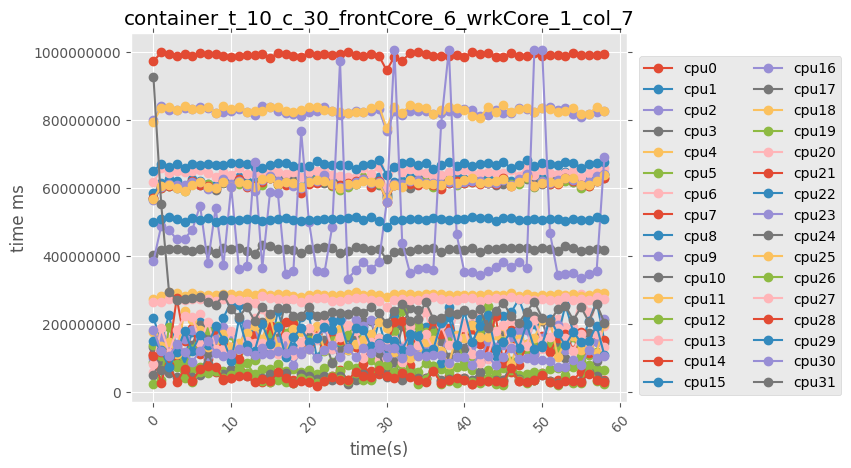 container_t_10_c_30_frontCore_6_wrkCore_1_col_7
time ms
1000000000
800000000
600000000
400000000
200000000
0
0
10
20
30
40
50
60
time(s)
cpu0
cpu1
cpu2
cpu3
cpu4
cpu5
cpu6
cpu7
cpu8
cpu9
cpu10
cpu11
cpu12
cpu13
cpu14
cpu15
cpu16
cpu17
cpu18
cpu19
cpu20
cpu21
cpu22
cpu23
cpu24
cpu25
cpu26
cpu27
cpu28
cpu29
cpu30
cpu31